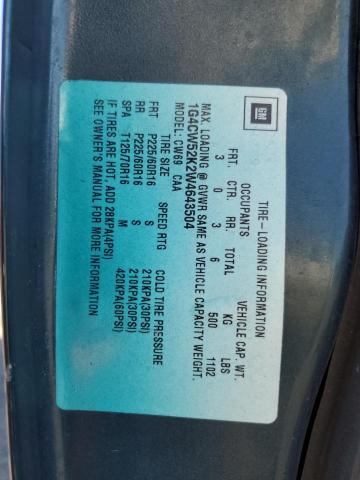 GM
TIRE-LOADING INFORMATION
OCCUPANTS VEHICLE CAP. WT.
FRT. CTR. RR. TOTAL KG LBS
3 0 3 6 500 1102
MAX. LOADING @ GVWR SAME AS VEHICLE CAPACITY WEIGHT.
1G4CW52K2W4643504
MODEL: CW69 CAA
TIRE SIZE SPEED RTG COLD TIRE PRESSURE
FRT P225/60R16 S 210KPA(30PSI)
RR P225/60R16 S 210KPA(30PSI)
SPA T125/70R16 M 420KPA(60PSI)
IF TIRES ARE HOT, ADD 28KPA(4PSI)
SEE OWNER'S MANUAL FOR MORE INFORMATION